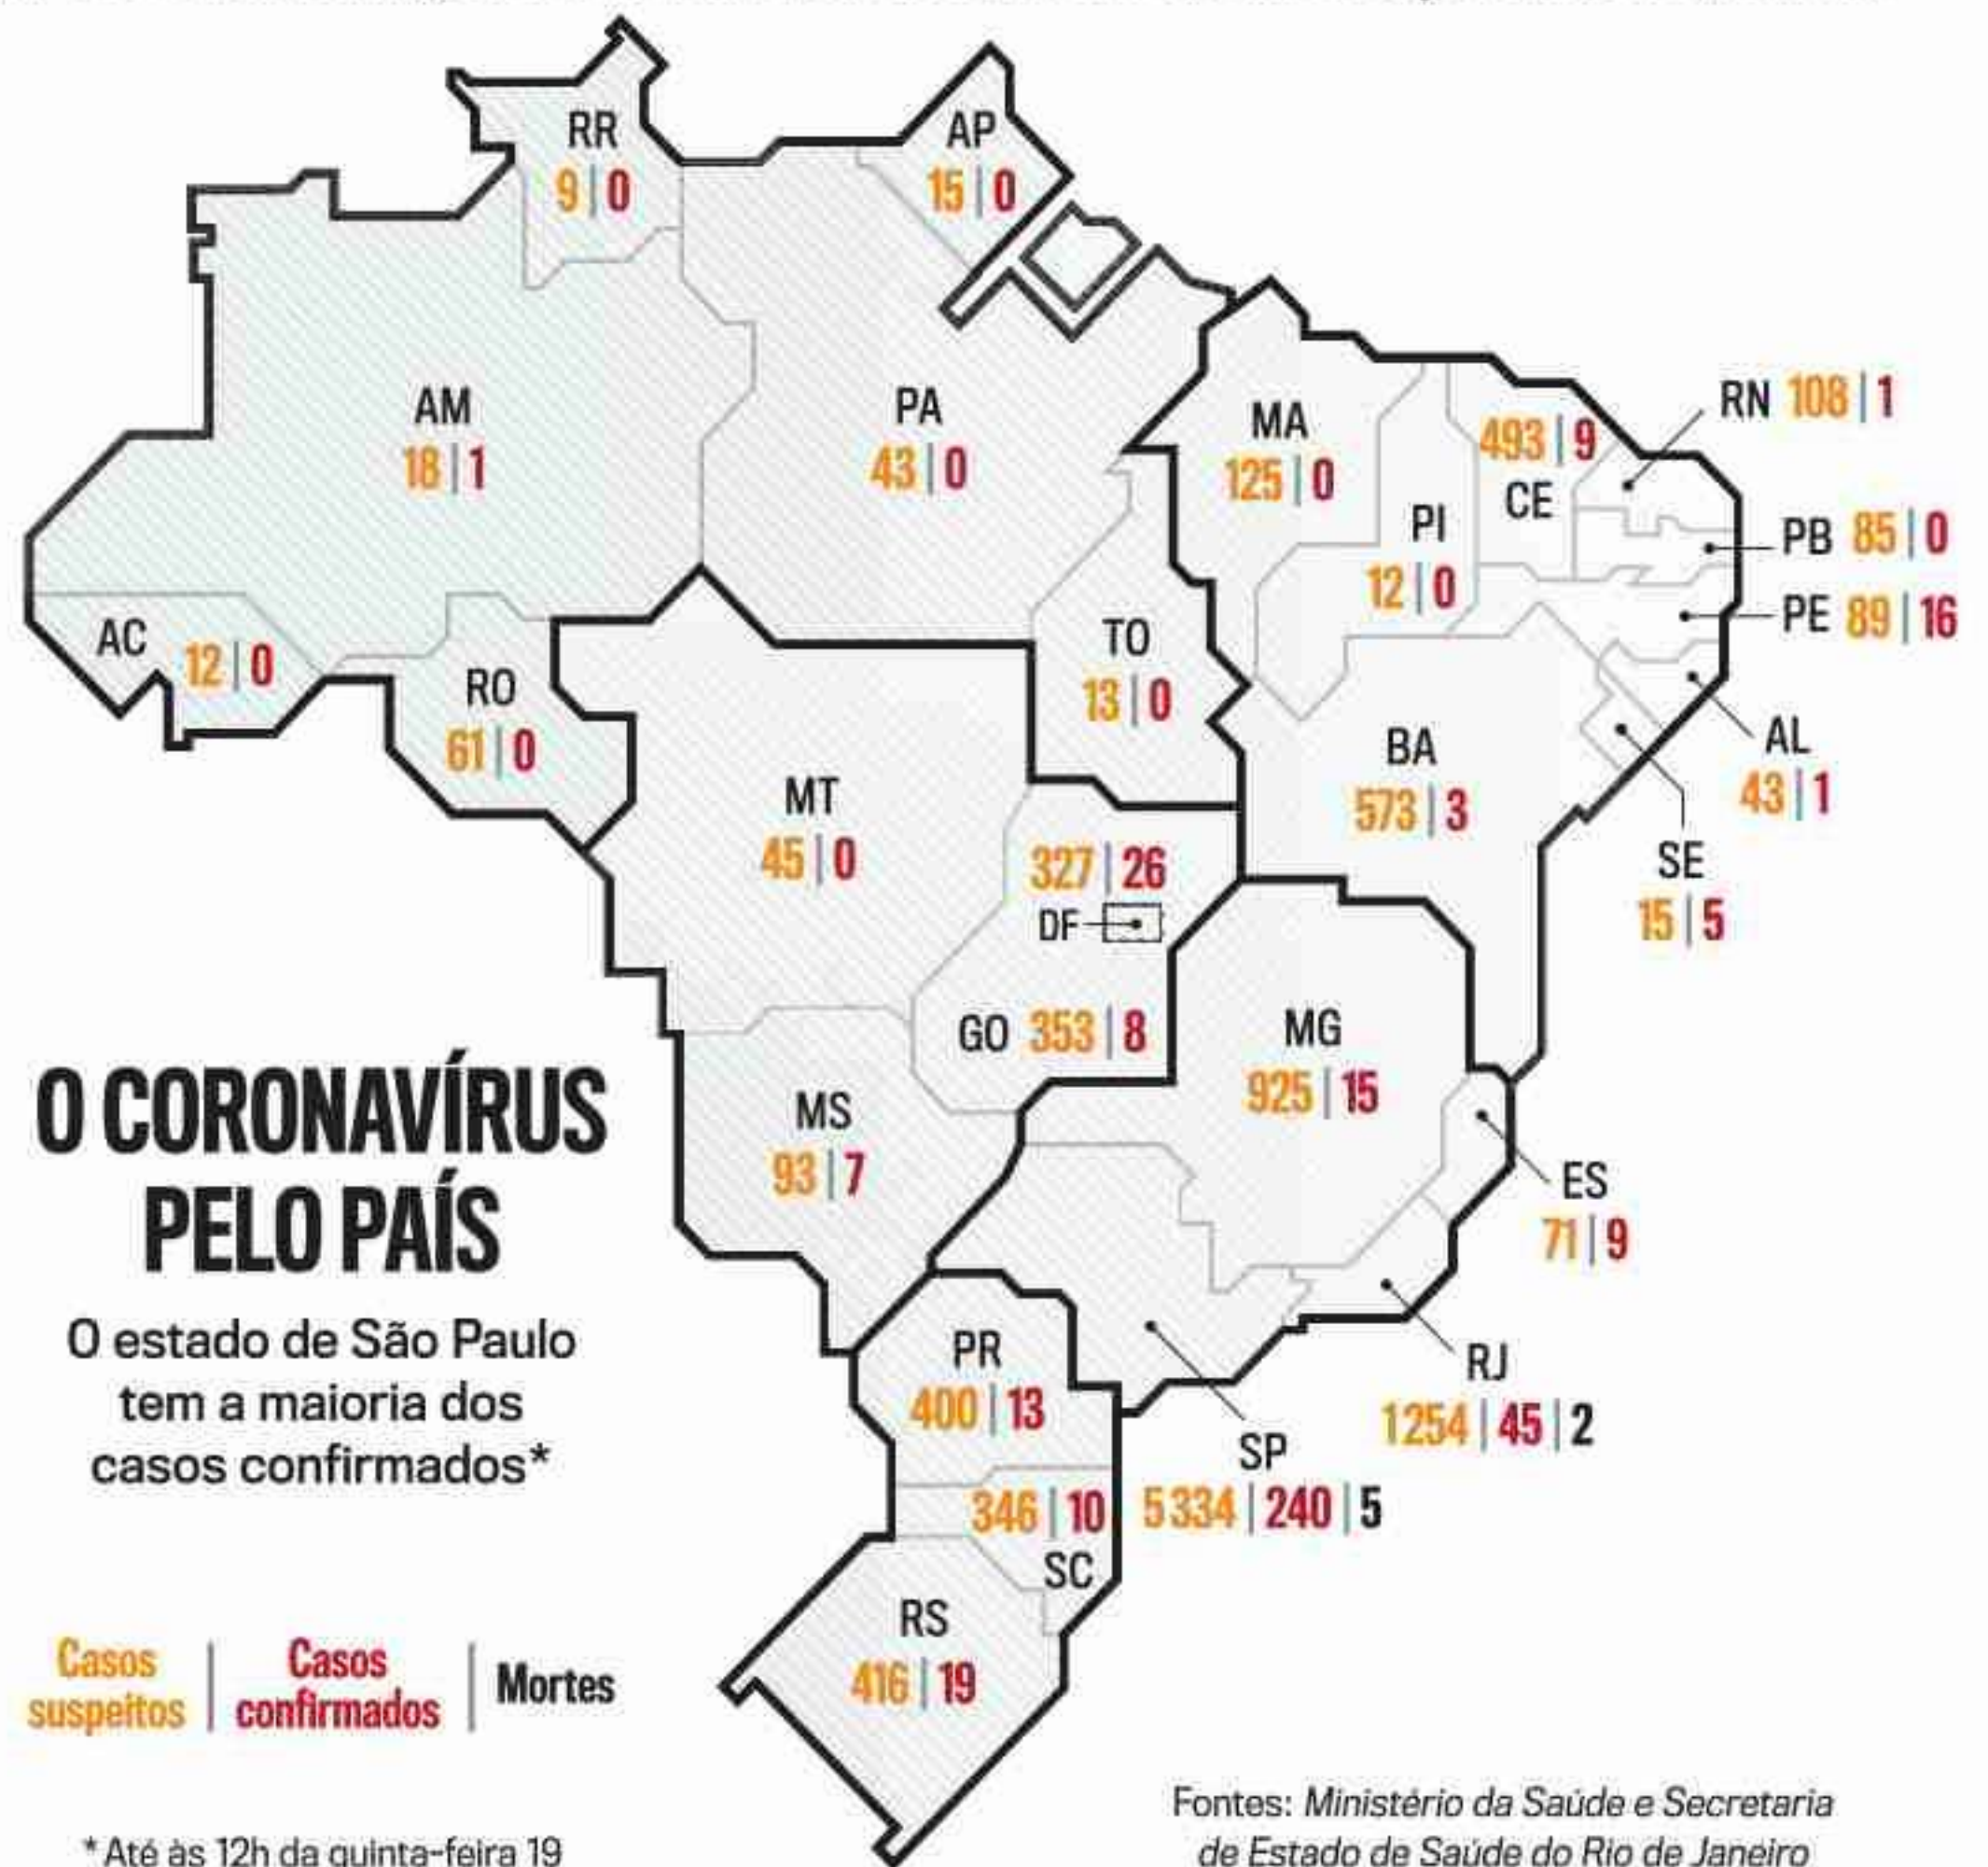 RR
9|0
AP
15|0
AM
18|1
PA
43|0
MA
125|0
493|9
CE
RN 108|1
PI
12|0
PB 85|0
PE 89|16
AC 12|0
RO
61|0
TO
13|0
BA
573|3
AL
43|1
SE
15|5
MT
45|0
327|26
DF
GO 353|8
MG
925|15
MS
93|7
ES
71|9
O CORONAVÍRUS
PELO PAÍS
O estado de São Paulo
tem a maioria dos
casos confirmados*
PR
400|13
RJ
1254|45|2
SP
5334|240|5
346|10
SC
RS
416|19
Casos
suspeitos
Casos
confirmados
Mortes
*Até às 12h da quinta-feira 19
Fontes: Ministério da Saúde e Secretaria
de Estado de Saúde do Rio de Janeiro